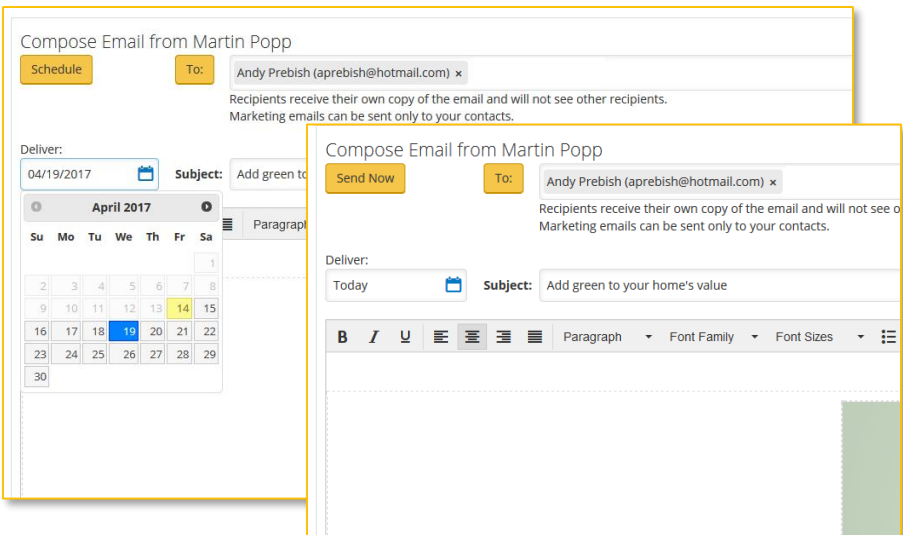 Compose Email from Martin Popp
Schedule To: Andy Prebish (aprebish@hotmail.com) ×
Recipients receive their own copy of the email and will not see other recipients.
Marketing emails can be sent only to your contacts.
Deliver:
04/19/2017 Subject: Add green to
April 2017
Su Mo Tu We Th Fr Sa
1
2 3 4 5 6 7 8
9 10 11 12 13 14 15
16 17 18 19 20 21 22
23 24 25 26 27 28 29
30
Paragraph
Compose Email from Martin Popp
Send Now To: Andy Prebish (aprebish@hotmail.com) ×
Recipients receive their own copy of the email and will not see o
Marketing emails can be sent only to your contacts.
Deliver:
Today Subject: Add green to your home's value
B I U Paragraph Font Family Font Sizes